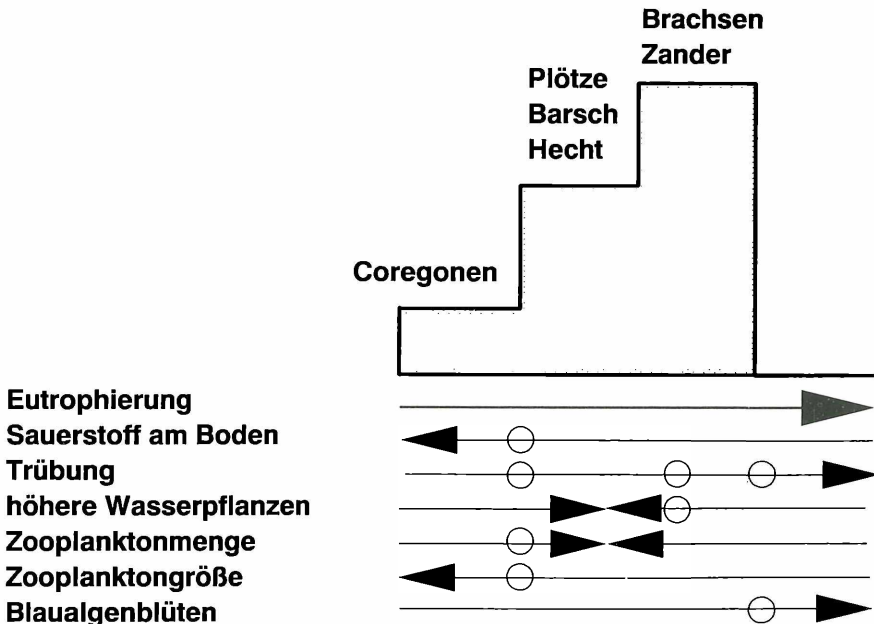 Brachsen
Zander
Plötze
Barsch
Hecht
Coregonen
Eutrophierung
Sauerstoff am Boden
Trübung
höhere Wasserpflanzen
Zooplanktonmenge
Zooplanktongröße
Blaualgenblüten